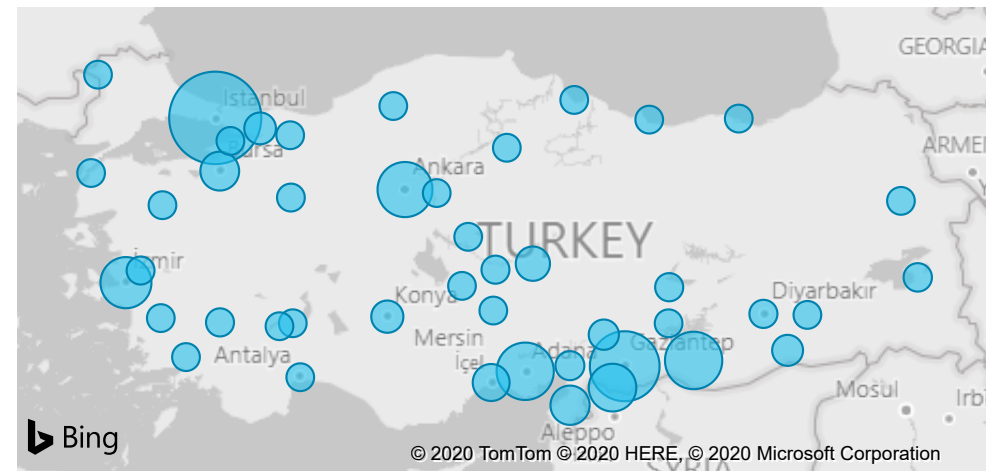 GEORGIA
Istanbul
Bursa
Ankara
ARMEN
TURKEY
İzmir
Konya
Diyarbakır
Mersin
İçel
Adana
Gaziantep
Antalya
Mosul
Irbi
Aleppo
SYRIA
Bing
© 2020 TomTom © 2020 HERE, © 2020 Microsoft Corporation